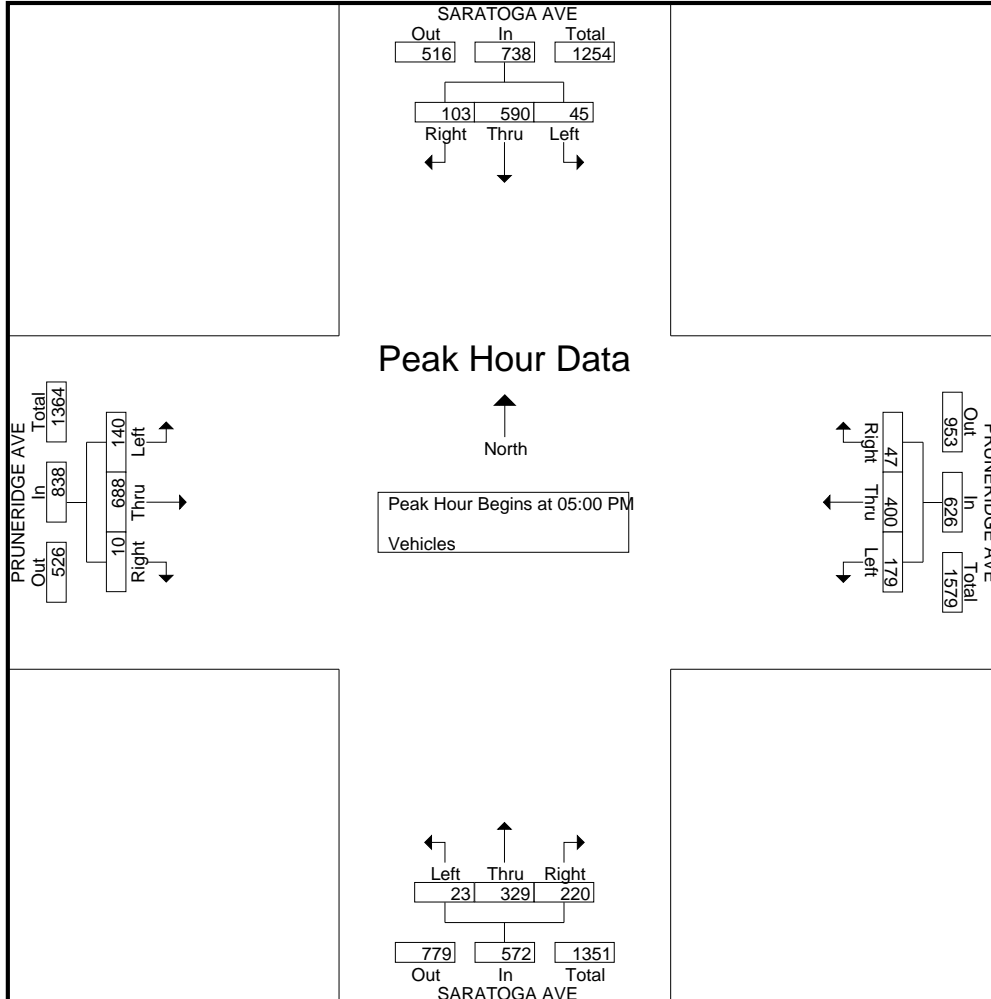 SARATOGA AVE
Out In Total
516 738 1254
103 590 45
Right Thru Left
Peak Hour Data
North
Peak Hour Begins at 05:00 PM
Vehicles
PRUNERIDGE AVE
Total In Out
1364 838 526
140 688 10
Left Thru Right
PRUNERIDGE AVE
Out In Total
953 626 1579
47 400 179
Right Thru Left
Left Thru Right
23 329 220
779 572 1351
Out In Total
SARATOGA AVE